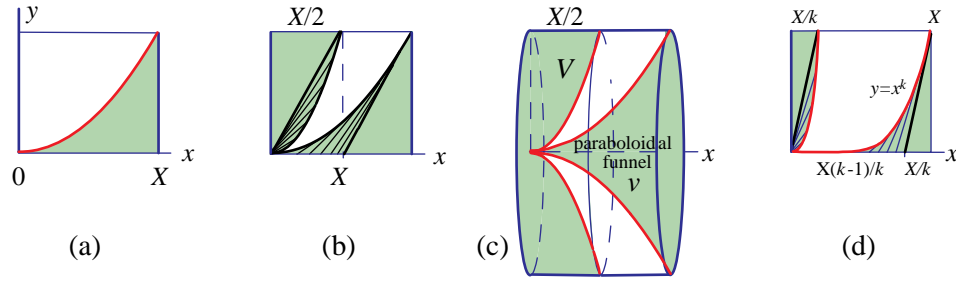 y
0
X
x
(a)
X/2
X
x
(b)
X/2
V
paraboloidal
funnel
v
x
(c)
X/k
X
y=x^k
X(k-1)/k
X/k
x
(d)